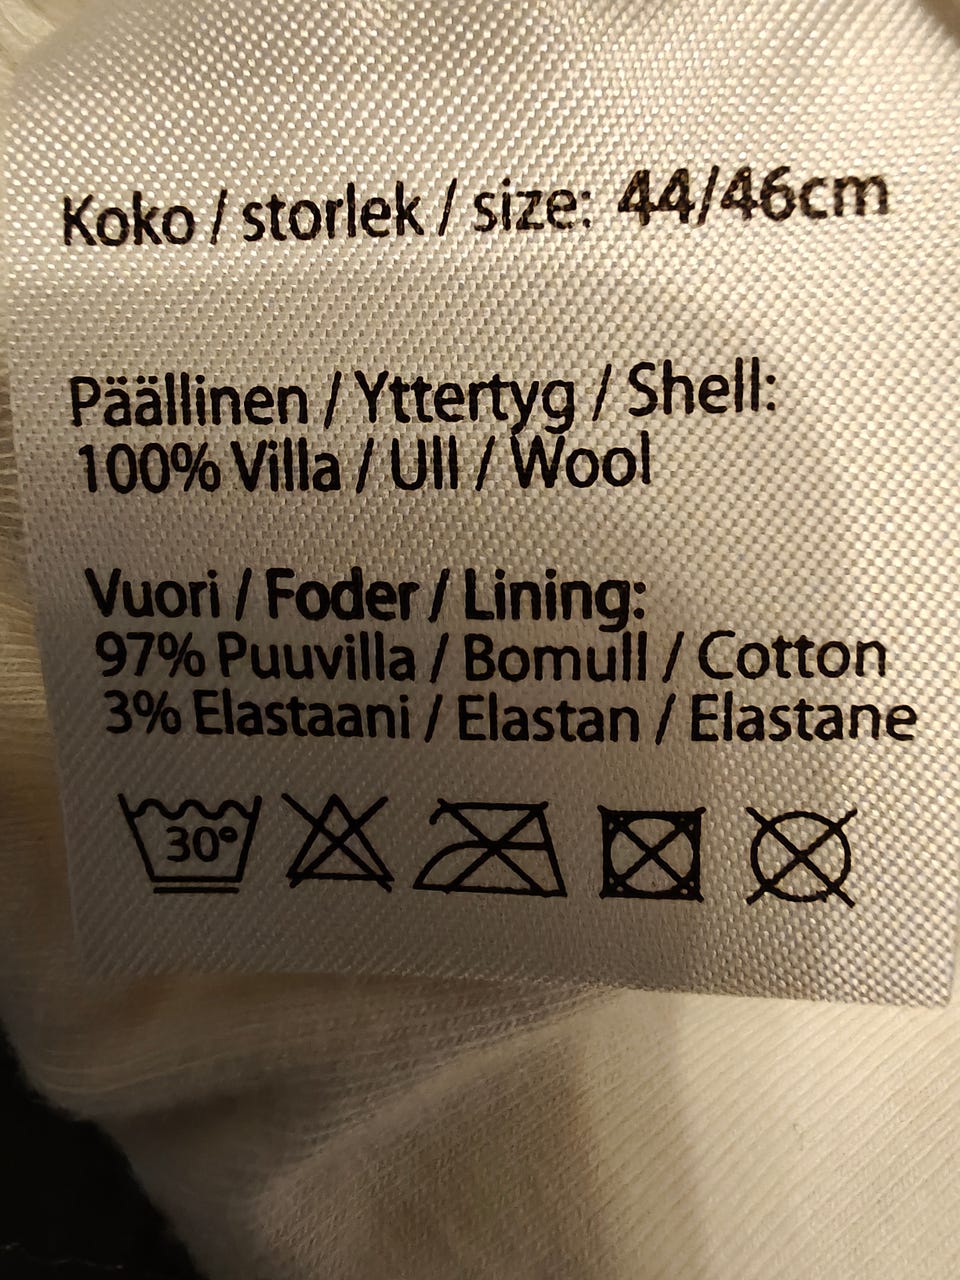 Koko / storlek / size: 44/46cm
Päällinen / Yttertyg / Shell:
100% Villa / Ull / Wool
Vuori / Foder / Lining:
97% Puuvilla / Bomull / Cotton
3% Elastaani / Elastan / Elastane
30°